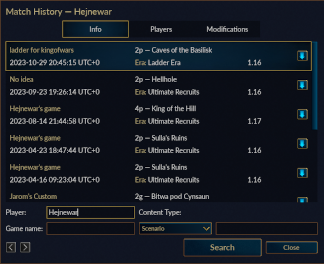 Match History — Hejnewar
Info Players Modifications
ladder for kingofwars 2p — Caves of the Basilisk
2023-10-29 20:45:15 UTC+0 Era: Ladder Era 1.16
No idea 2p — Hellhole
2023-09-23 19:26:14 UTC+0 Era: Ultimate Recruits 1.16
Hejnewar's game 4p — King of the Hill
2023-08-14 21:44:58 UTC+0 Era: Ultimate Recruits 1.17
Hejnewar's game 2p — Sulla's Ruins
2023-04-23 18:47:44 UTC+0 Era: Ultimate Recruits 1.16
Hejnewar's game 2p — Sulla's Ruins
2023-04-16 09:23:04 UTC+0 Era: Ultimate Recruits 1.16
Jarom's Custom 2g — Bitwa pod Cynsaun
Player: Hejnewar Content Type:
Game name: Scenario
Search Close